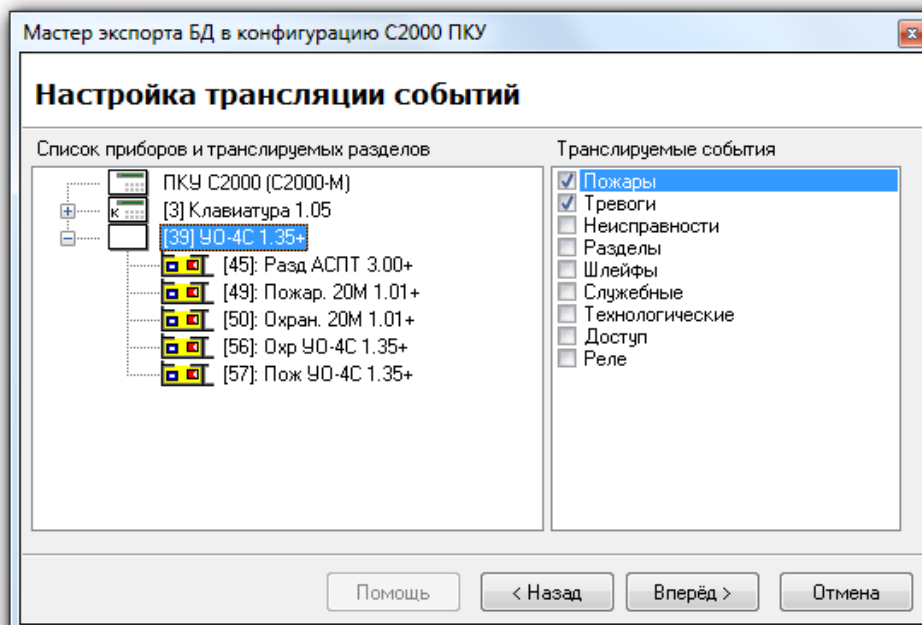 Мастер экспорта БД в конфигурацию С2000 ПКУ
Настройка трансляции событий
Список приборов и транслируемых разделов
ПКУ С2000 (С2000-М)
К [3] Клавиатура 1.05
[39] УО-4С 1.35+
[45]: Разд АСПТ 3.00+
[49]: Пожар. 20М 1.01+
[50]: Охран. 20М 1.01+
[56]: Охр УО-4С 1.35+
[57]: Пож УО-4С 1.35+
Транслируемые события
Пожары
Тревоги
Неисправности
Разделы
Шлейфы
Служебные
Технологические
Доступ
Реле
Помощь
< Назад
Вперёд >
Отмена